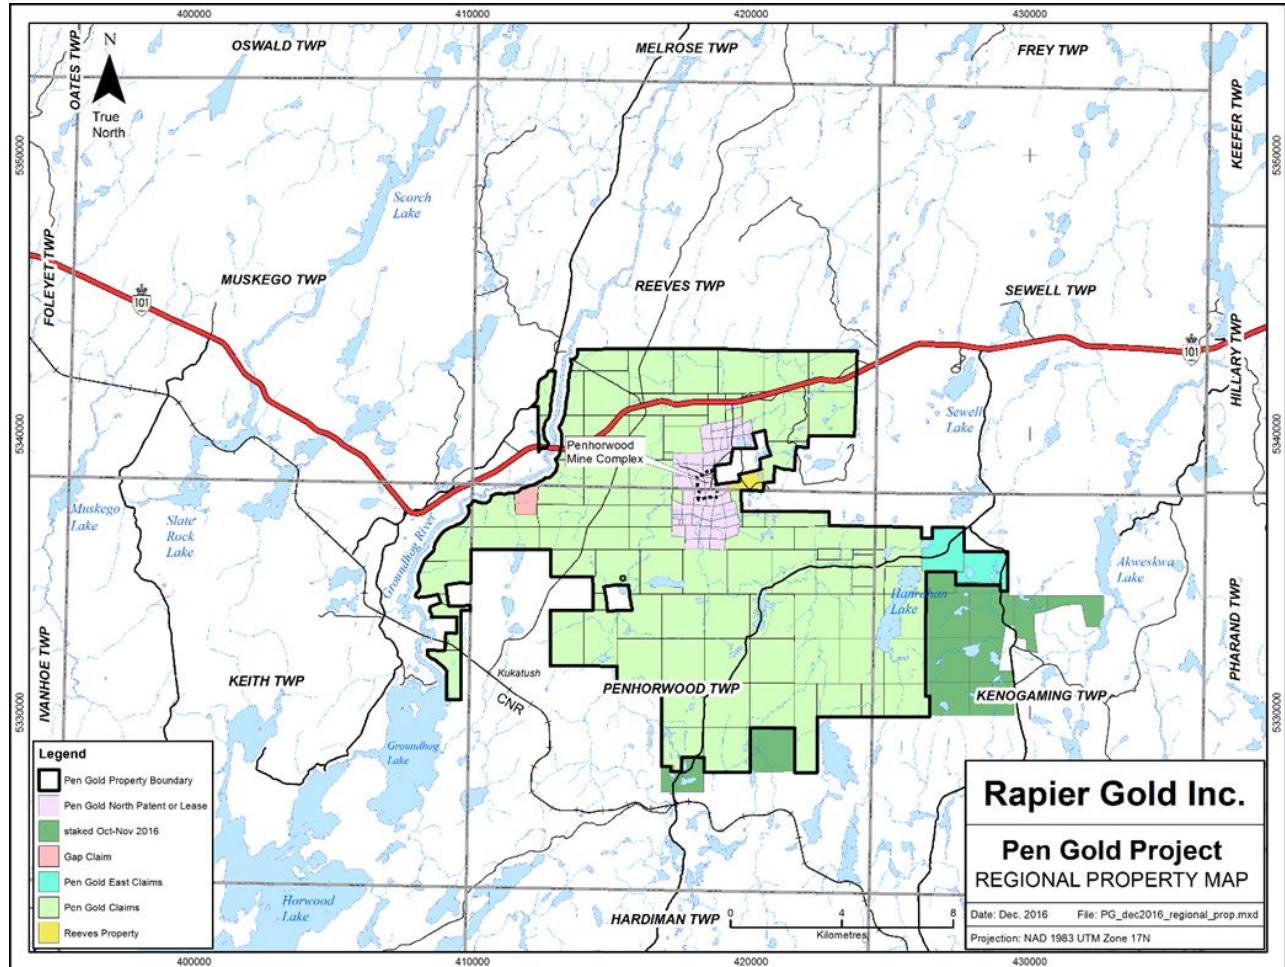 400000
410000
420000
430000
OSWALD TWP
MELROSE TWP
FREY TWP
OATES TWP
N
True
North
KEEFER TWP
5350000
5350000
Scorch
Lake
FOLEYET TWP
MUSKEGO TWP
REEVES TWP
SEWELL TWP
101
HILLARY TWP
101
5340000
5340000
Sewell
Lake
Penhorwood
Mine Complex
Muskego
Lake
Slate
Rock
Lake
Groundhog River
Akweskwa
Lake
Hanrahan
Lake
PHARAND TWP
IVANHOE TWP
KEITH TWP
Kukatush
CNR
PENHORWOOD TWP
KENOGAMING TWP
5330000
5330000
Groundhog
Lake
Legend
Pen Gold Property Boundary
Pen Gold North Patent or Lease
staked Oct-Nov 2016
Gap Claim
Pen Gold East Claims
Pen Gold Claims
Reeves Property
Horwood
Lake
HARDIMAN TWP
0 4 8
Kilometres
Rapier Gold Inc.
Pen Gold Project
REGIONAL PROPERTY MAP
Date: Dec. 2016 File: PG_dec2016_regional_prop.mxd
Projection: NAD 1983 UTM Zone 17N
400000
410000
420000
430000